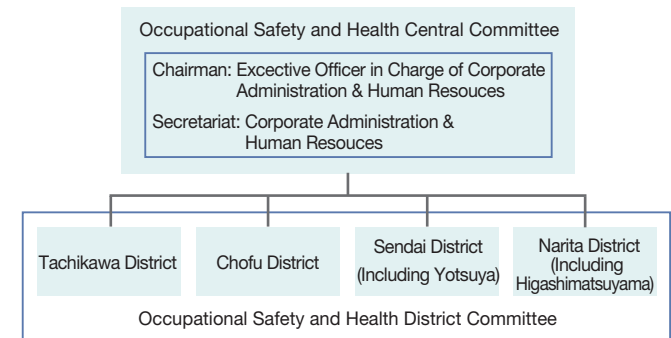 Occupational Safety and Health Central Committee
Chairman: Excective Officer in Charge of Corporate
Administration & Human Resouces
Secretariat: Corporate Administration &
Human Resouces
Tachikawa District
Chofu District
Sendai District
(Including Yotsuya)
Narita District
(Including
Higashimatsuyama)
Occupational Safety and Health District Committee